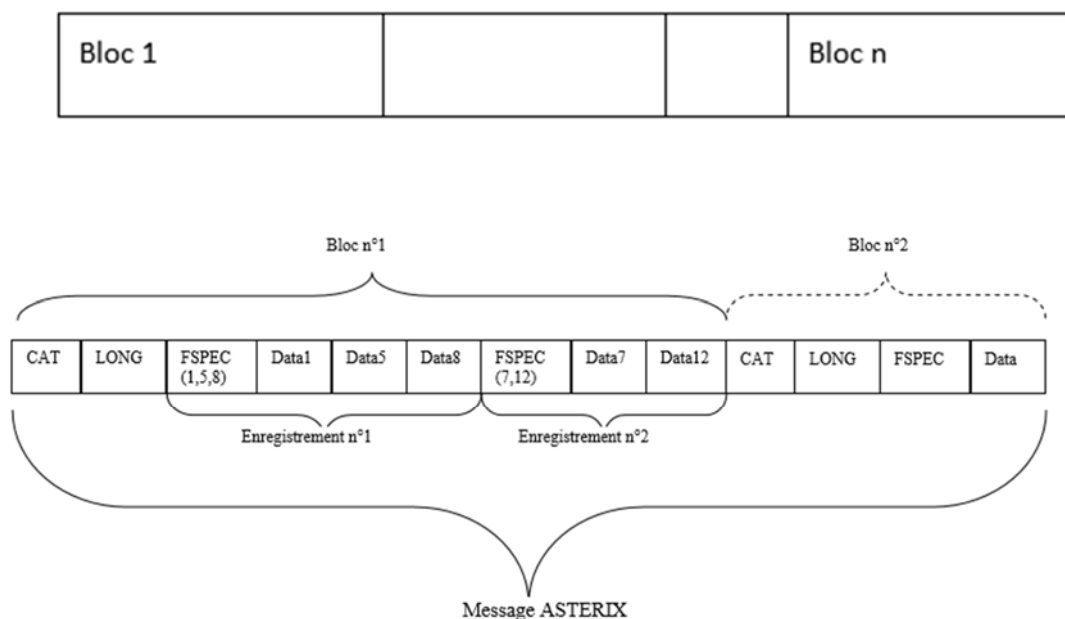 Bloc 1 Bloc n
Bloc n°1 Bloc n°2
CAT LONG FSPEC Data1 Data5 Data8 FSPEC Data7 Data12 CAT LONG FSPEC Data
(1,5,8) (7,12)
Enregistrement n°1 Enregistrement n°2
Message ASTERIX